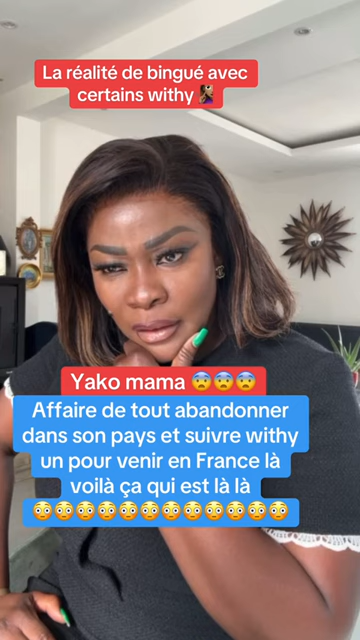 La réalité de bingué avec
certains withy 🤦🏿‍♀️
Yako mama 😨😨😨
Affaire de tout abandonner
dans son pays et suivre withy
un pour venir en France là
voilà ça qui est là là
😳😳😳😳😳😳😳😳😳😳😳😳